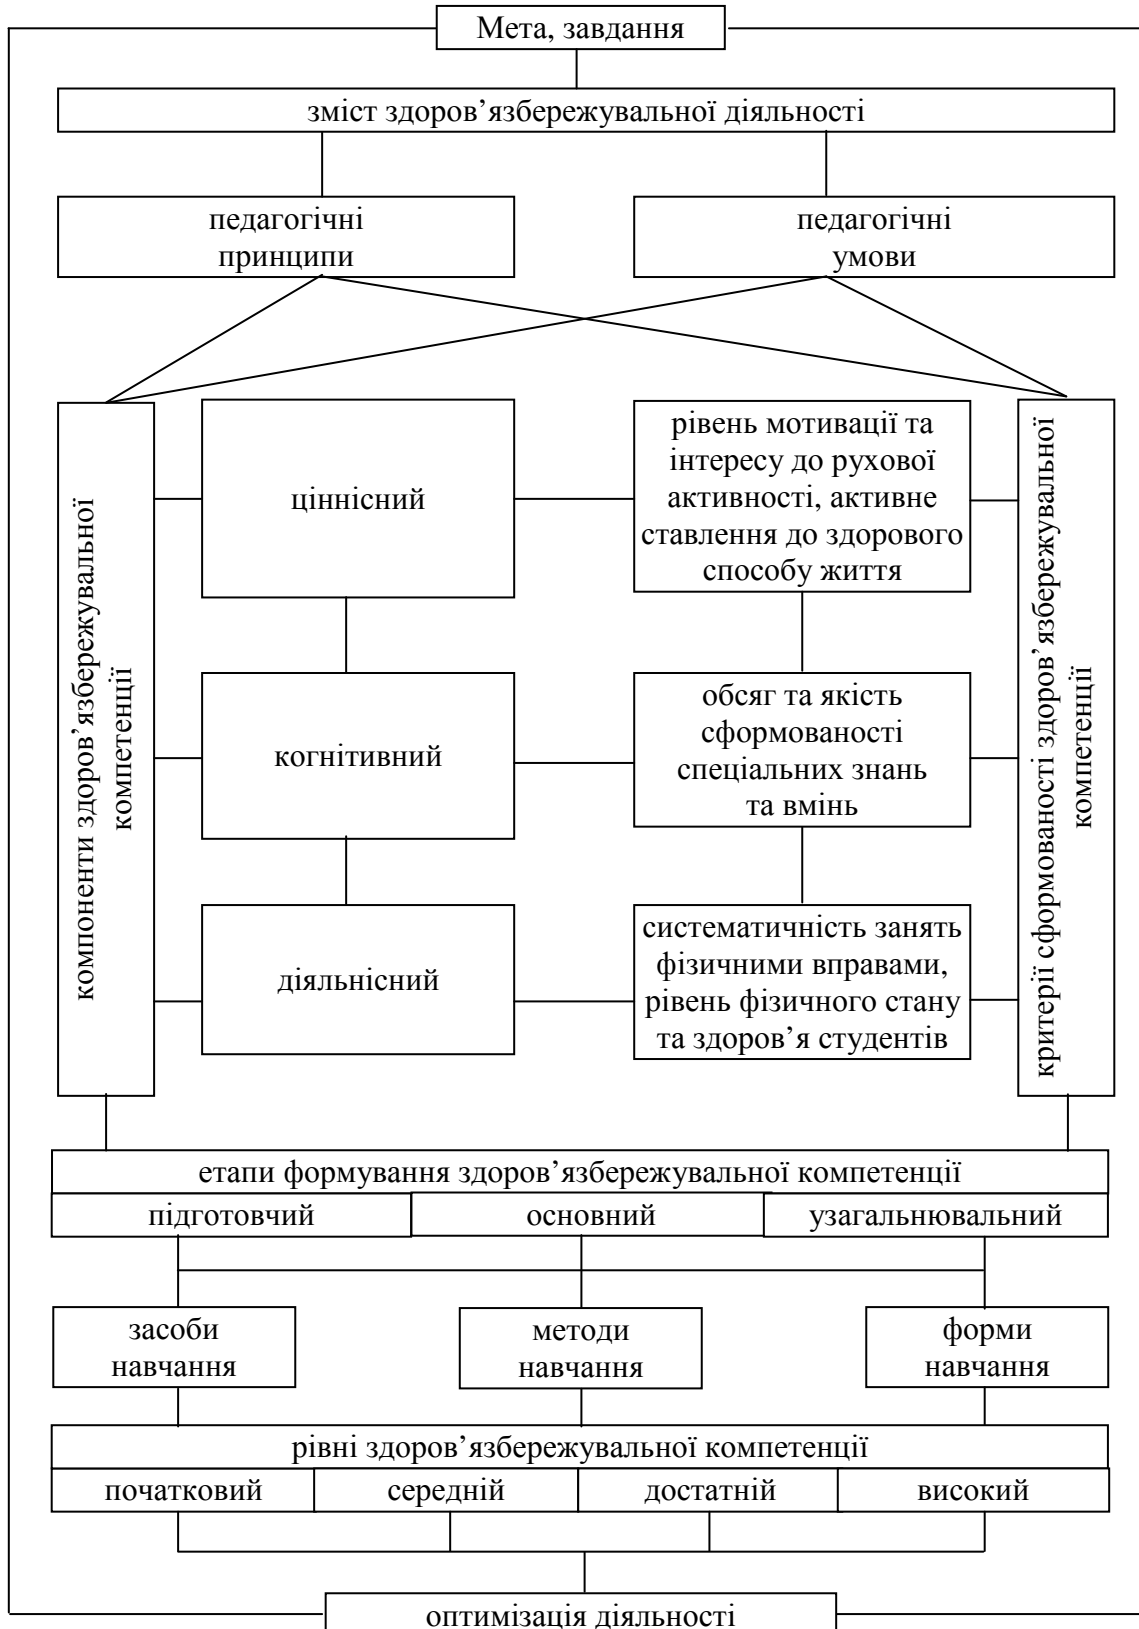 Мета, завдання
зміст здоров’язбережувальної діяльності
педагогічні
принципи
педагогічні
умови
компоненти здоров’язбережувальної
компетенції
ціннісний
рівень мотивації та
інтересу до рухової
активності, активне
ставлення до здорового
способу життя
критерії сформованості здоров’язбережувальної
компетенції
когнітивний
обсяг та якість
сформованості
спеціальних знань
та вмінь
діяльнісний
систематичність занять
фізичними вправами,
рівень фізичного стану
та здоров’я студентів
етапи формування здоров’язбережувальної компетенції
підготовчий
основний
узагальнювальний
засоби
навчання
методи
навчання
форми
навчання
рівні здоров’язбережувальної компетенції
початковий
середній
достатній
високий
оптимізація діяльності